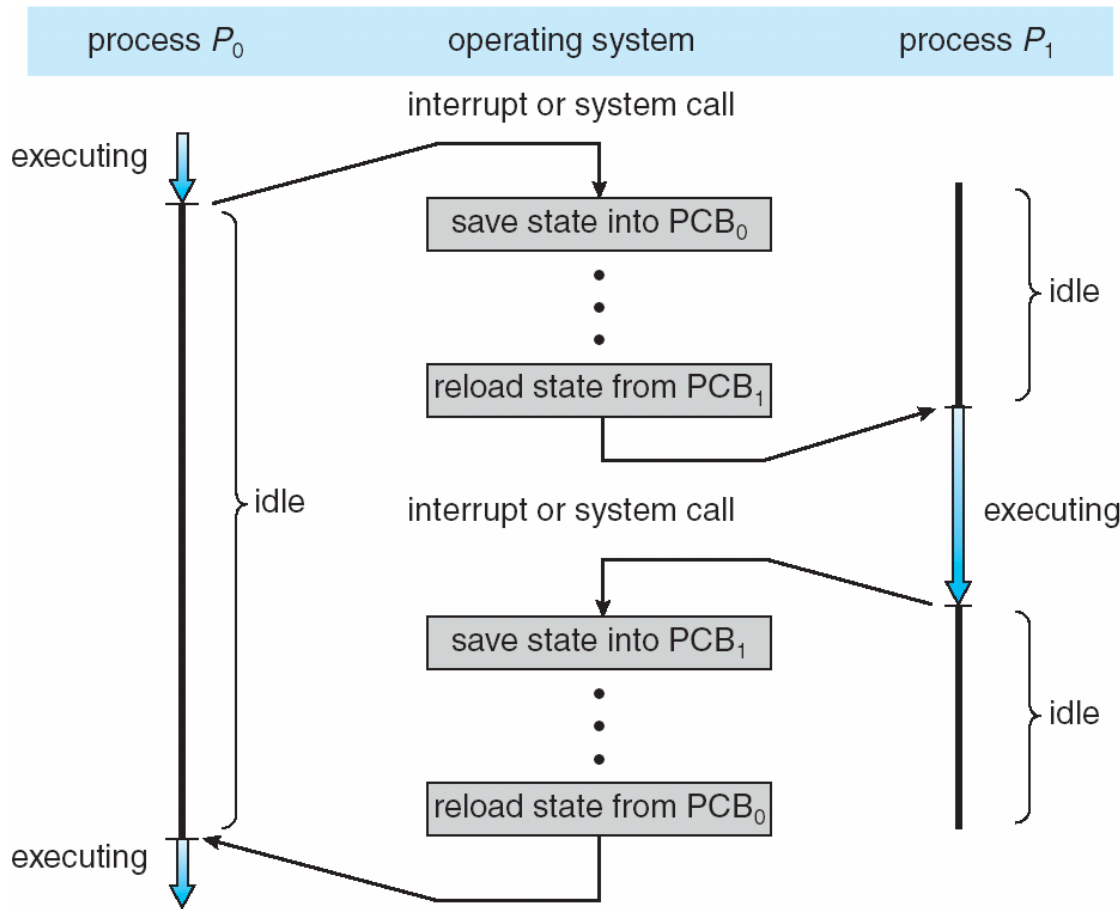 process P₀ operating system process P₁
interrupt or system call
executing
save state into PCB₀
idle
reload state from PCB₁
idle
interrupt or system call
executing
save state into PCB₁
idle
reload state from PCB₀
executing